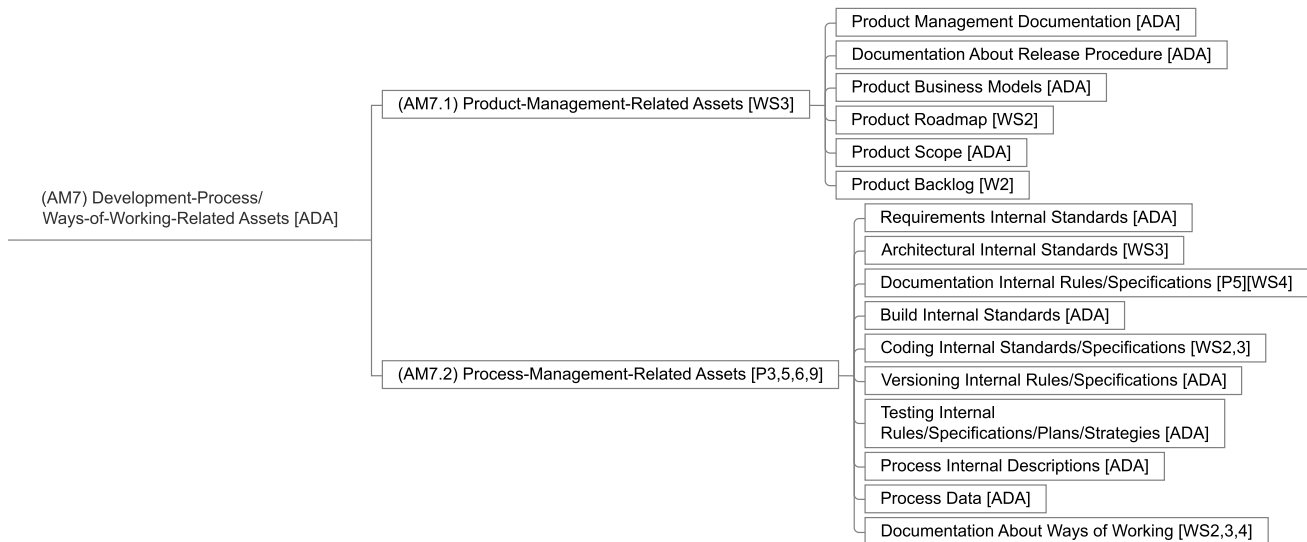 Product Management Documentation [ADA]
Documentation About Release Procedure [ADA]
(AM7.1) Product-Management-Related Assets [WS3]
Product Business Models [ADA]
Product Roadmap [WS2]
Product Scope [ADA]
Product Backlog [W2]
(AM7) Development-Process/
Ways-of-Working-Related Assets [ADA]
Requirements Internal Standards [ADA]
Architectural Internal Standards [WS3]
Documentation Internal Rules/Specifications [P5][WS4]
Build Internal Standards [ADA]
Coding Internal Standards/Specifications [WS2,3]
(AM7.2) Process-Management-Related Assets [P3,5,6,9]
Versioning Internal Rules/Specifications [ADA]
Testing Internal
Rules/Specifications/Plans/Strategies [ADA]
Process Internal Descriptions [ADA]
Process Data [ADA]
Documentation About Ways of Working [WS2,3,4]